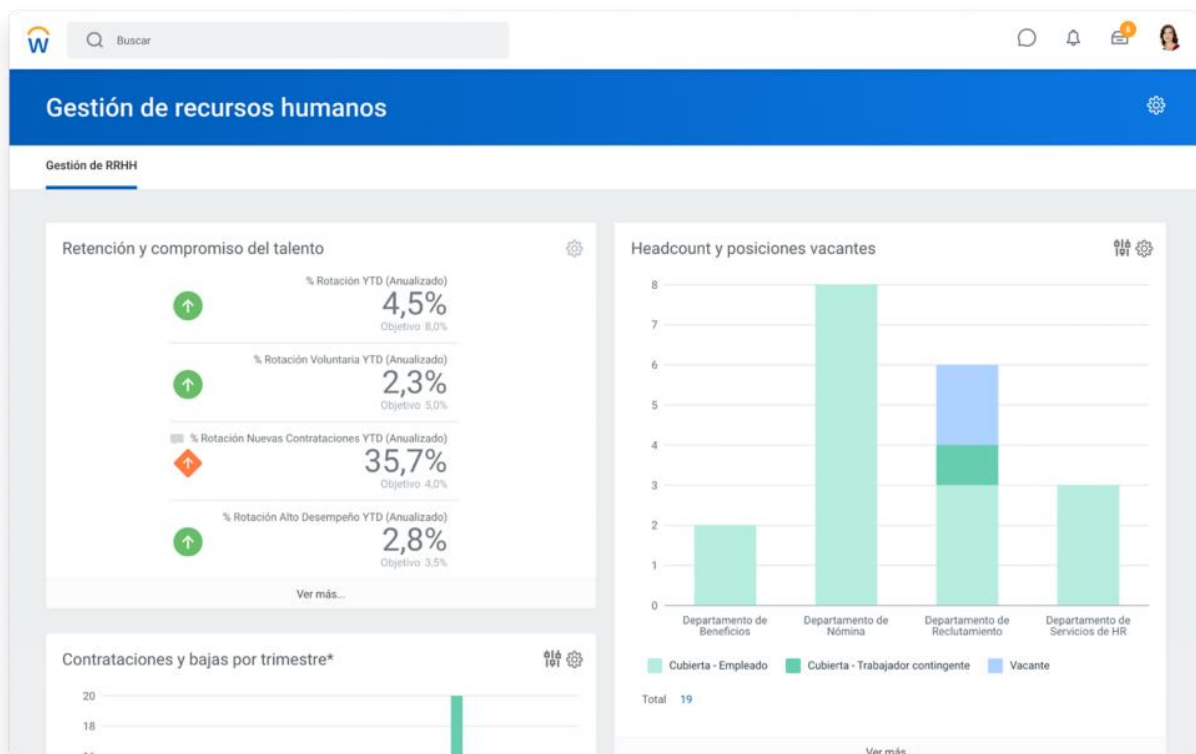 W
Buscar
8
Gestión de recursos humanos
Gestión de RRHH
Retención y compromiso del talento
% Rotación YTD (Anualizado)
4,5%
Objetivo 8,0%
% Rotación Voluntaria YTD (Anualizado)
2,3%
Objetivo 5,0%
% Rotación Nuevas Contrataciones YTD (Anualizado)
35,7%
Objetivo 4,0%
% Rotación Alto Desempeño YTD (Anualizado)
2,8%
Objetivo 3,5%
Ver más...
Headcount y posiciones vacantes
8
7
6
5
4
3
2
1
0
Departamento de
Beneficios
Departamento de
Nómina
Departamento de
Reclutamiento
Departamento de
Servicios de HR
Cubierta - Empleado
Cubierta - Trabajador contingente
Vacante
Total 19
Ver más...
Contrataciones y bajas por trimestre*
20
18